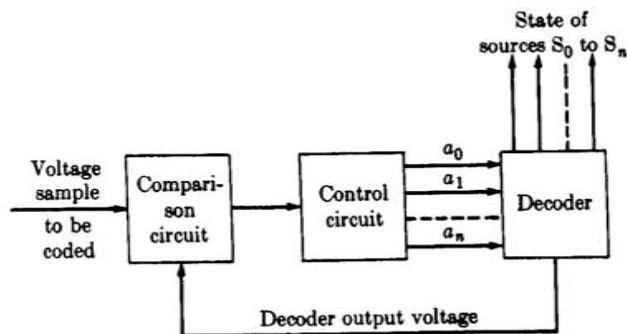 State of
sources S₀ to Sₙ
Voltage
sample
to be
coded
Compari-
son
circuit
Control
circuit
a₀
a₁
aₙ
Decoder
Decoder output voltage